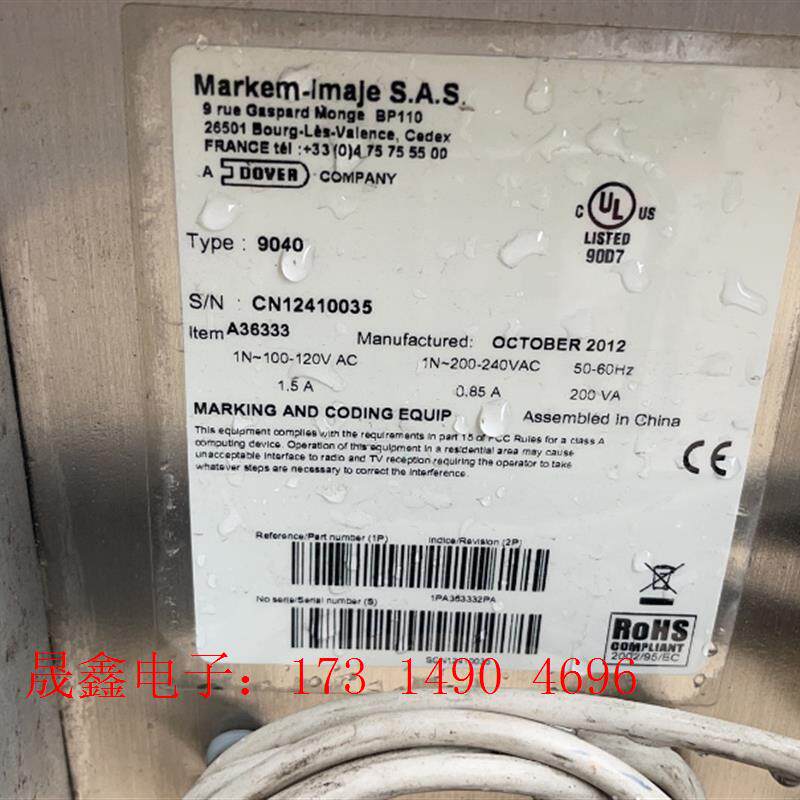 Markem-Imaje S.A.S.
9 rue Gaspard Monge BP110
26501 Bourg-Lès-Valence, Cedex
FRANCE tél :+33(0)4 75 75 55 00
A DOVER COMPANY
C UL US
LISTED
90D7
Type : 9040
S/N : CN12410035
Item A36333
Manufactured: OCTOBER 2012
1N~100-120V AC 1N~200-240VAC 50-60Hz
1.5 A 0.85 A 200 VA
MARKING AND CODING EQUIP Assembled in China
This equipment complies with the requirements in part 15 of FCC Rules for a class A
computing device. Operation of this equipment in a residential area may cause
unacceptable interface to radio and TV reception requiring the operator to take
whatever steps are necessary to correct the interference.
CE
Reference/Part number (1P) Indice/Revision (2P)
1PA363332PA
No serie/Serial number (S)
RoHS
COMPLIANT
2002/95/EC
晟鑫电子：173 1490 4696